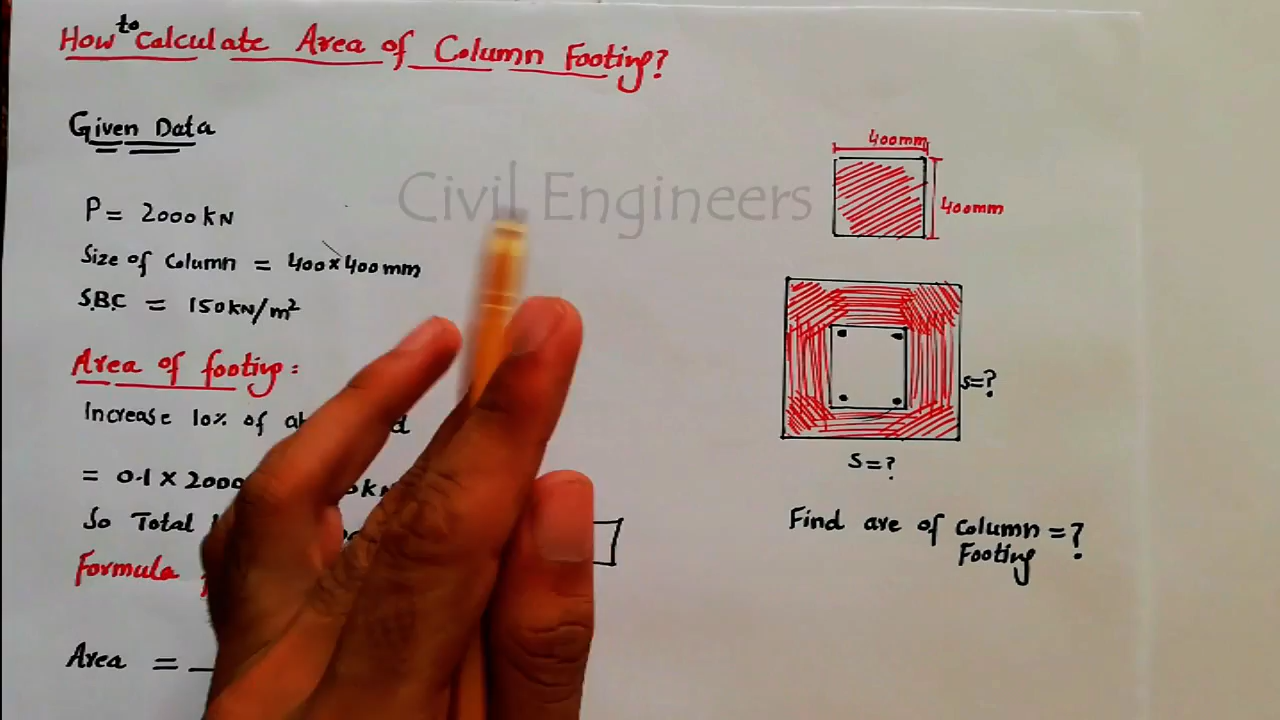 How to Calculate Area of Column Footing?
Given Data
Civil Engineers
P = 2000 kN
Size of Column = 400 x 400 mm
SBC = 150 kN/m²
Area of footing:
Increase 10% of
= 0.1 x 2000
So Total
Formula
Area =
400mm
400mm
S=?
S=?
Find are of Column = ?
Footing